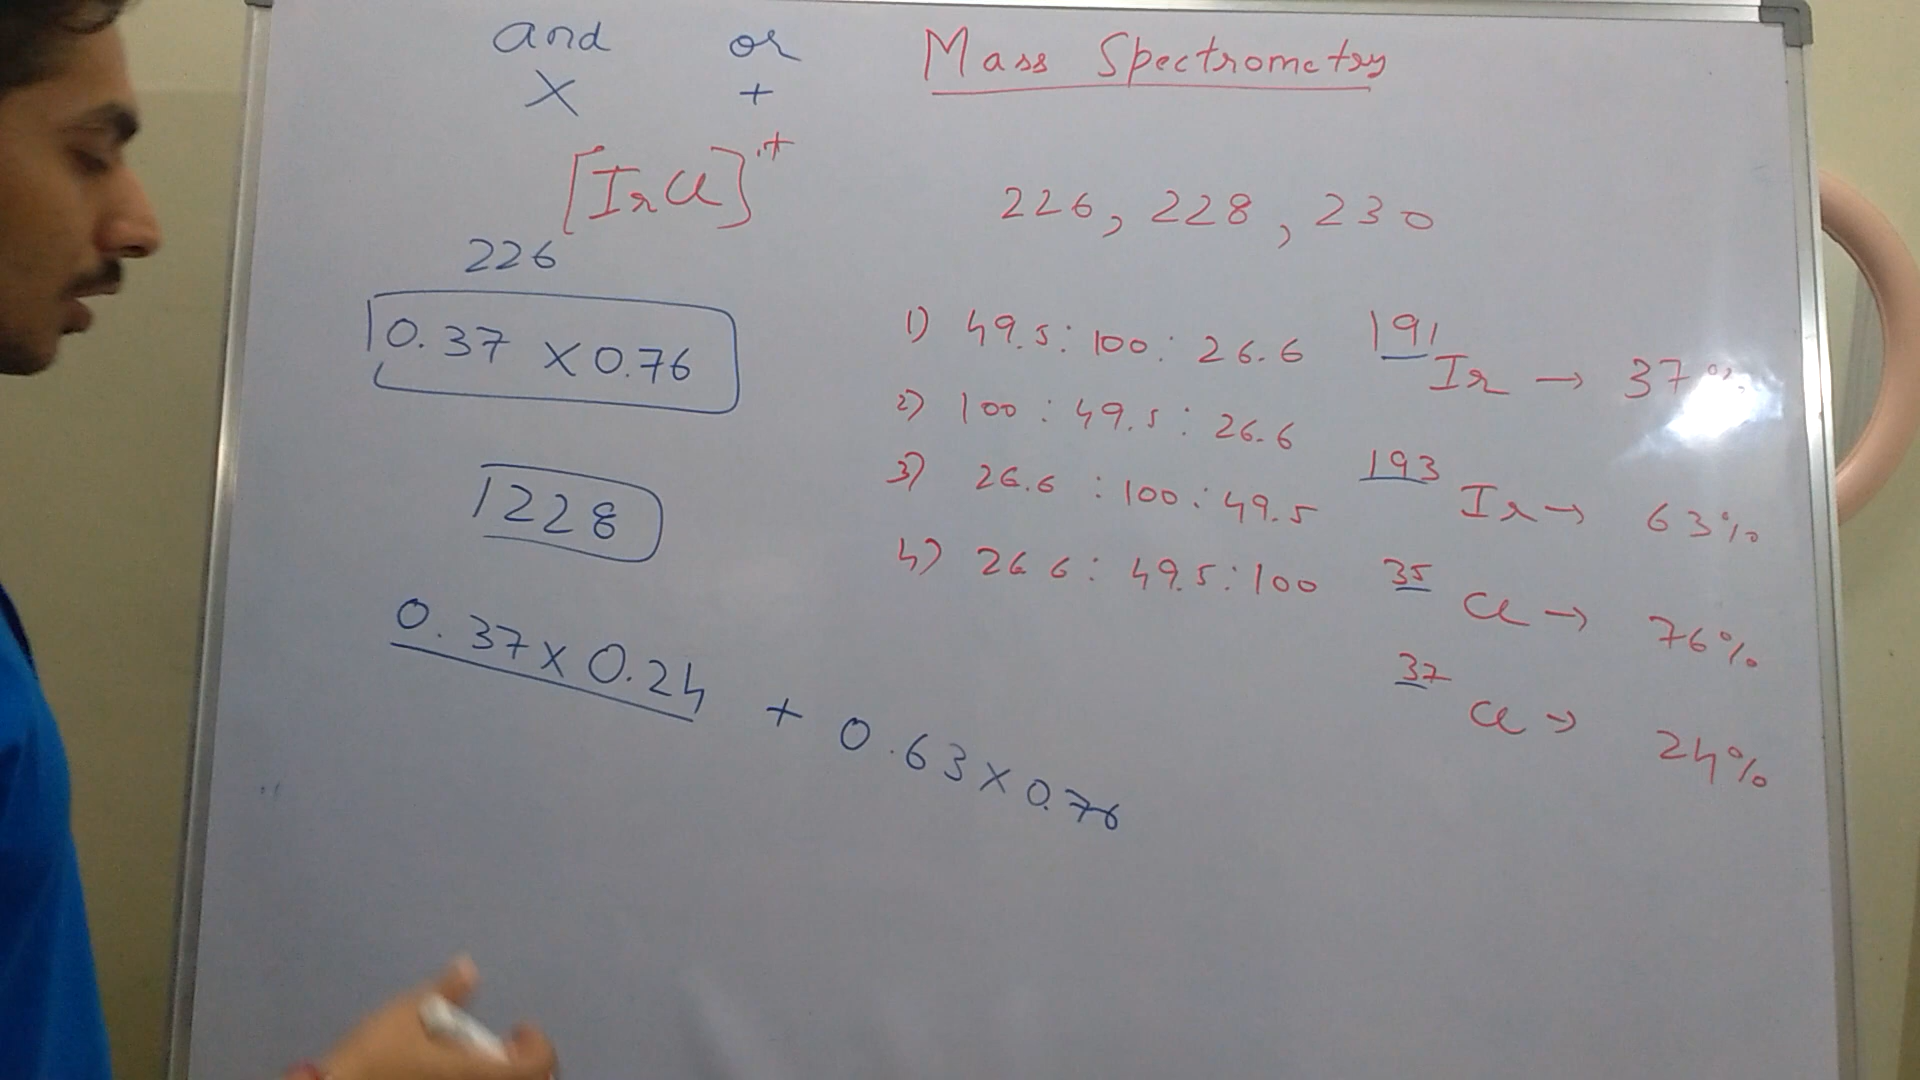 and or Mass Spectrometry
X +
[IrCl]˙⁺
226, 228, 230
226
0.37 X 0.76
1) 49.5 : 100 : 26.6
2) 100 : 49.5 : 26.6
3) 26.6 : 100 : 49.5
4) 26 6 : 49.5 : 100
191 Ir → 37%
193 Ir → 63%
35 Cl → 76%
37 Cl → 24%
228
0.37 x 0.24 + 0.63 x 0.76